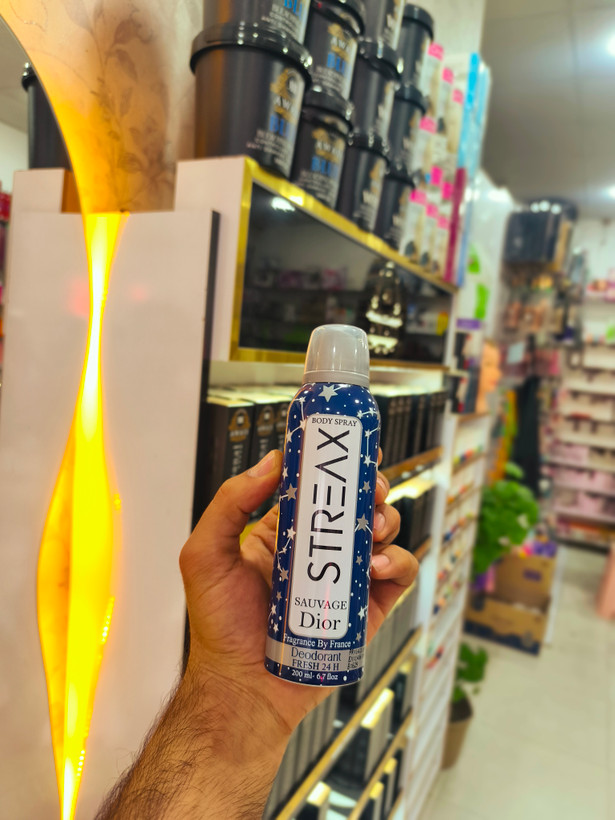 BODY SPRAY
STREAX
SAUVAGE
Dior
Fragrance By France
Deodorant
FRESH 24 H
200 ml· 6.7 floz